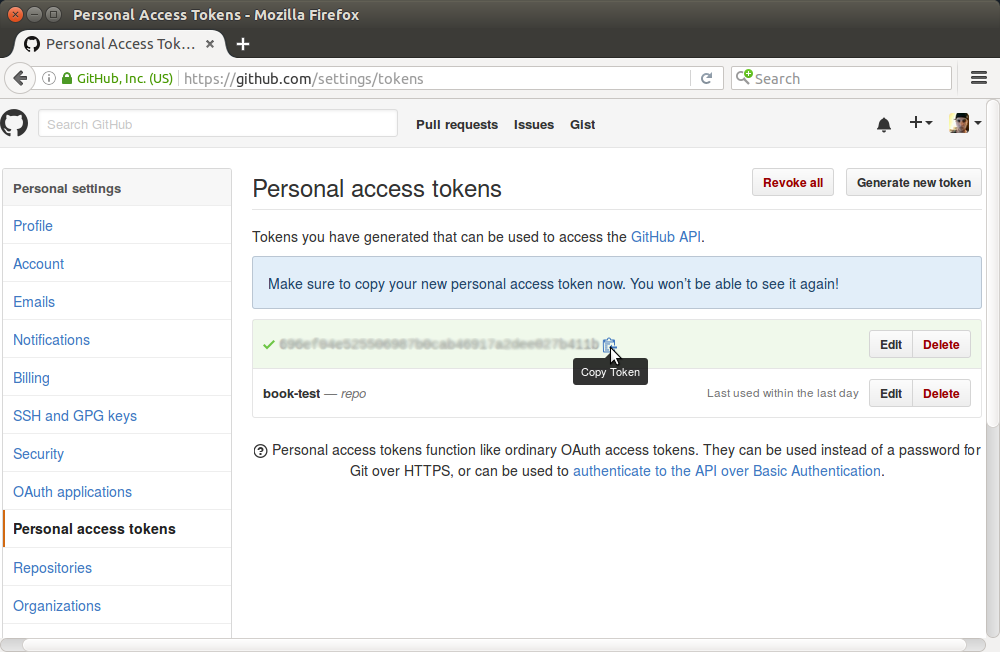 Personal Access Tokens - Mozilla Firefox
Personal Access Tok...
GitHub, Inc. (US)
https://github.com/settings/tokens
Search
Search GitHub
Pull requests
Issues
Gist
Personal settings
Profile
Account
Emails
Notifications
Billing
SSH and GPG keys
Security
OAuth applications
Personal access tokens
Repositories
Organizations
Personal access tokens
Revoke all
Generate new token
Tokens you have generated that can be used to access the GitHub API.
Make sure to copy your new personal access token now. You won't be able to see it again!
Edit
Delete
Copy Token
book-test — repo
Last used within the last day
Edit
Delete
Personal access tokens function like ordinary OAuth access tokens. They can be used instead of a password for
Git over HTTPS, or can be used to authenticate to the API over Basic Authentication.